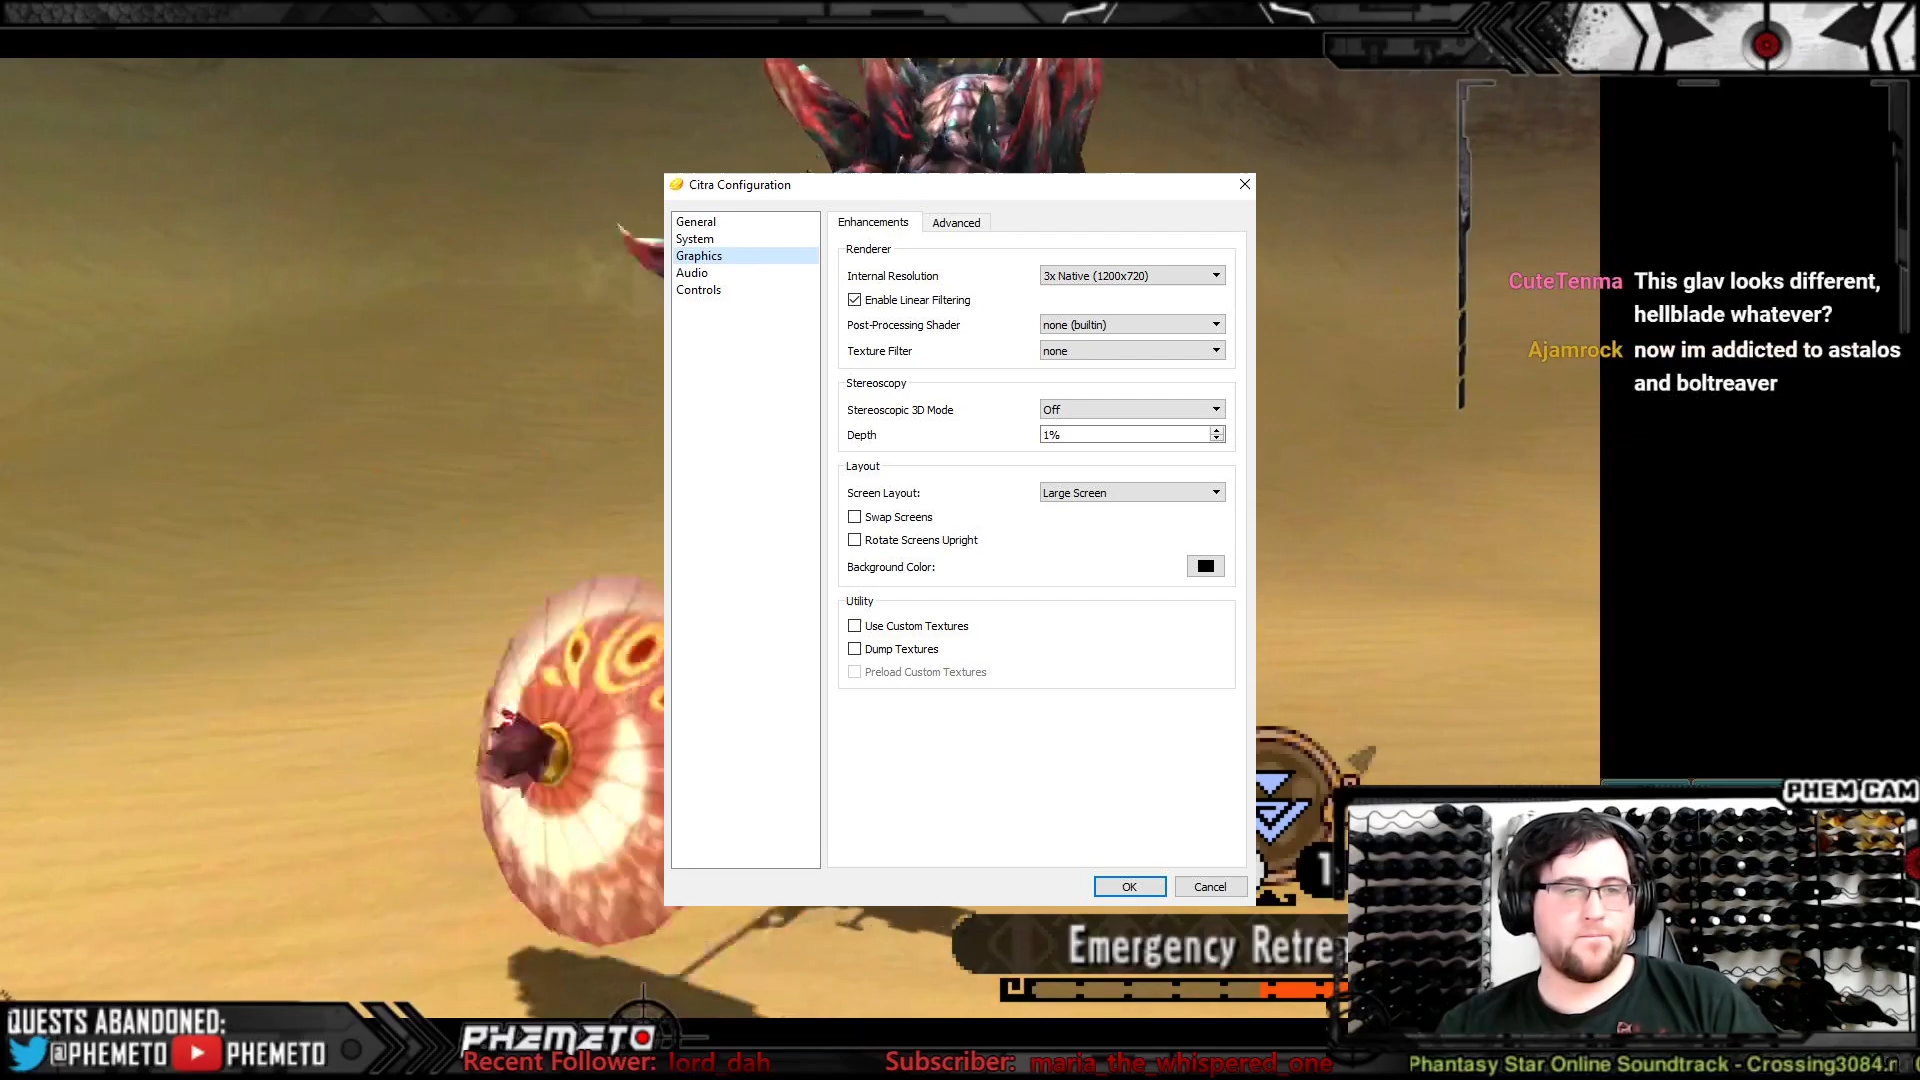 Citra Configuration
General
System
Graphics
Audio
Controls
Enhancements
Advanced
Renderer
Internal Resolution
3x Native (1200x720)
Enable Linear Filtering
Post-Processing Shader
none (builtin)
Texture Filter
none
Stereoscopy
Stereoscopic 3D Mode
Off
Depth
1%
Layout
Screen Layout:
Large Screen
Swap Screens
Rotate Screens Upright
Background Color:
Utility
Use Custom Textures
Dump Textures
Preload Custom Textures
OK
Cancel
CuteTenma This glav looks different,
hellblade whatever?
Ajamrock now im addicted to astalos
and boltreaver
PHEM CAM
Emergency Retre
QUESTS ABANDONED:
@PHEMETO PHEMETO
PHEMETO
Recent Follower: lord_dah
Subscriber: maria_the_whispered_one
Phantasy Star Online Soundtrack - Crossing3084.